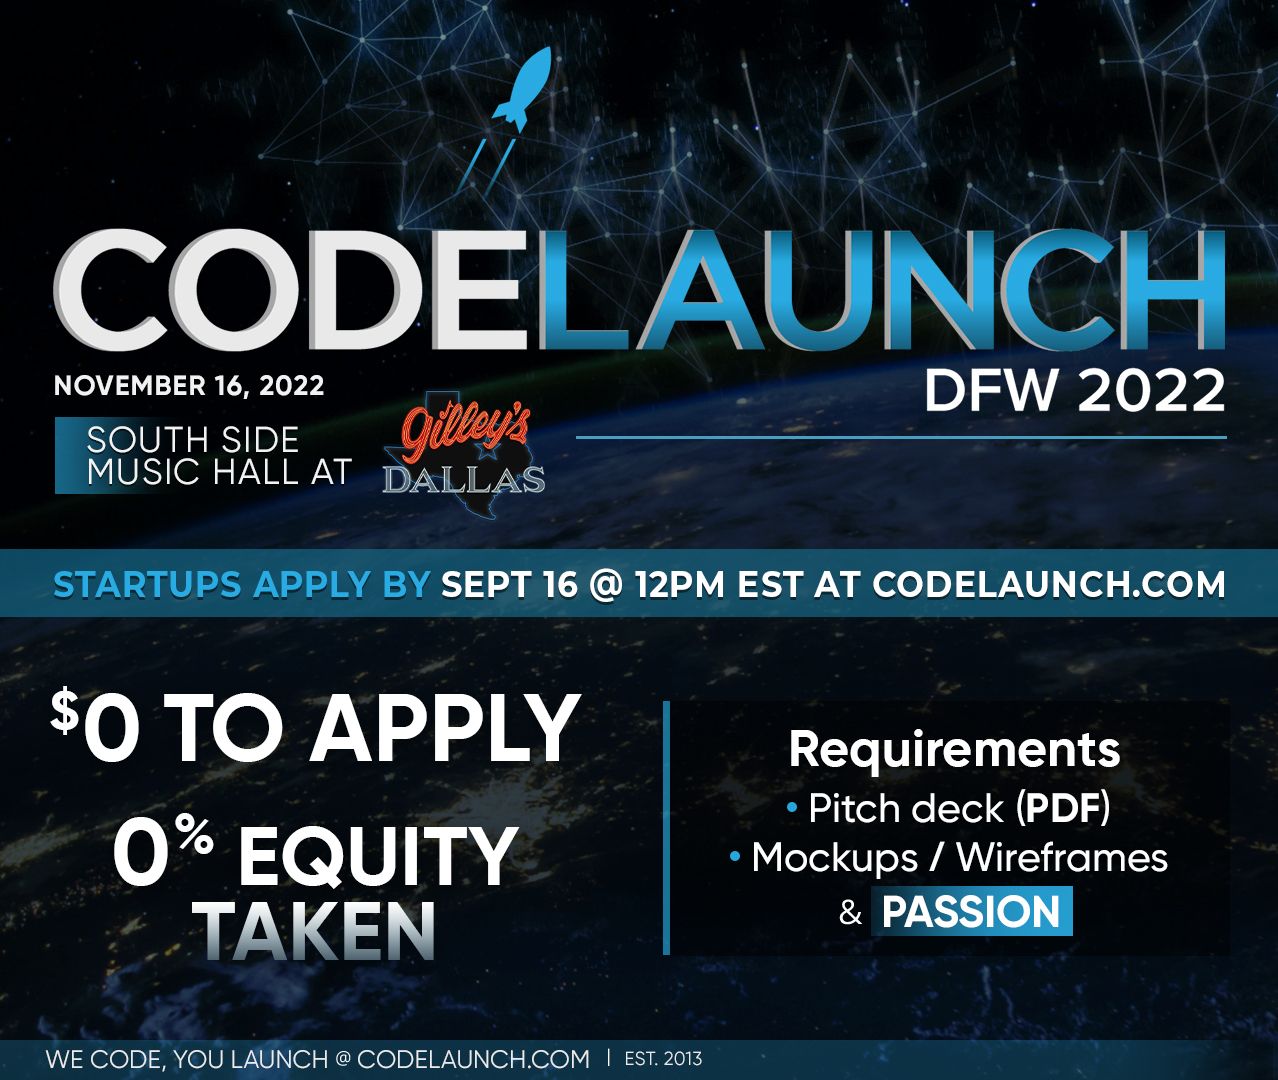 CODELAUNCH
NOVEMBER 16, 2022
DFW 2022
SOUTH SIDE
MUSIC HALL AT
Gilley's
DALLAS
STARTUPS APPLY BY SEPT 16 @ 12PM EST AT CODELAUNCH.COM
$0 TO APPLY
0% EQUITY
TAKEN
Requirements
• Pitch deck (PDF)
• Mockups / Wireframes
& PASSION
WE CODE, YOU LAUNCH @ CODELAUNCH.COM | EST. 2013